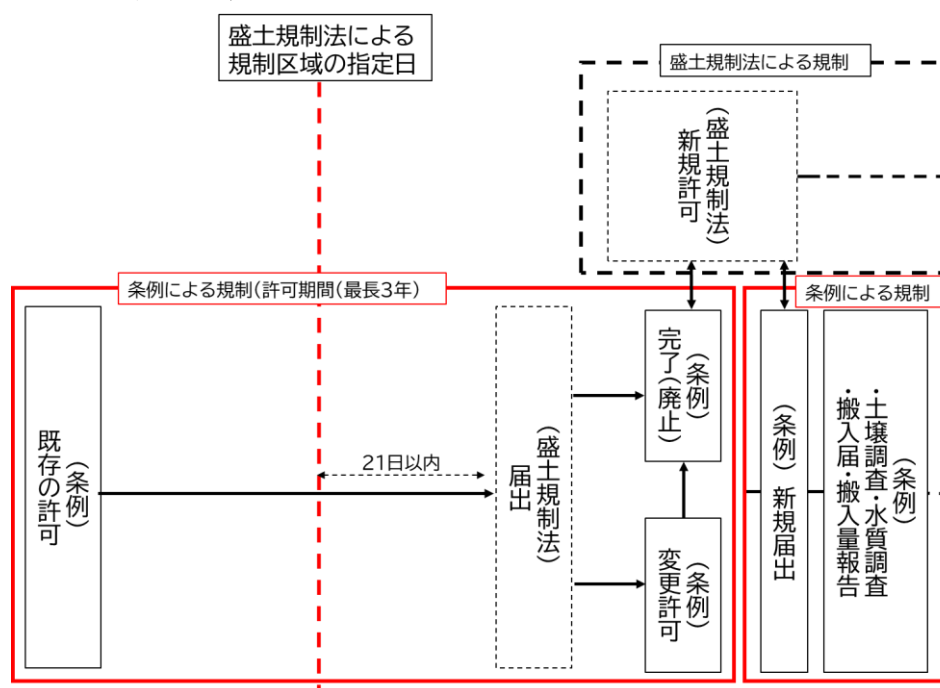 盛土規制法による
規制区域の指定日
盛土規制法による規制
(盛土規制法)
新規許可
条例による規制(許可期間(最長3年)
(条例)
既存の許可
21日以内
(盛土規制法)
届出
(条例)
完了(廃止)
(条例)
変更許可
条例による規制
(条例) 新規届出
(条例)
・土壌調査・水質調査
・搬入届・搬入量報告